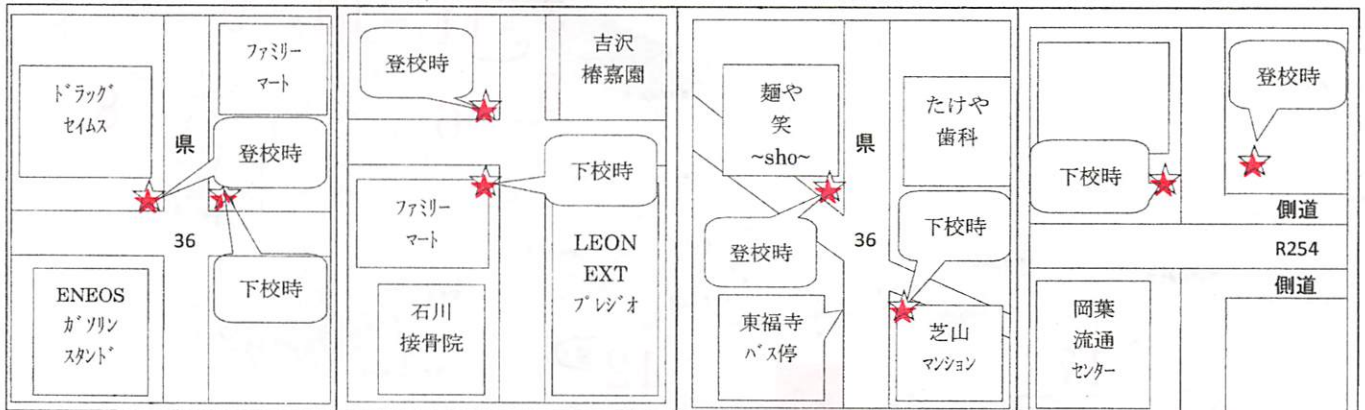 ファミリー
マート
ドラッグ
セイムス
県
登校時
36
下校時
ENEOS
ガソリン
スタンド
登校時
吉沢
椿嘉園
下校時
ファミリー
マート
LEON
EXT
プレジオ
石川
接骨院
麺や
笑
~sho~
県
たけや
歯科
36
下校時
登校時
東福寺
バス停
芝山
マンション
登校時
下校時
側道
R254
側道
岡葉
流通
センター